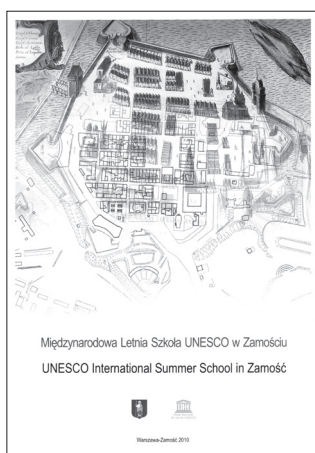 Międzynarodowa Letnia Szkoła UNESCO w Zamościu
UNESCO International Summer School in Zamość
Warszawa-Zamość 2010